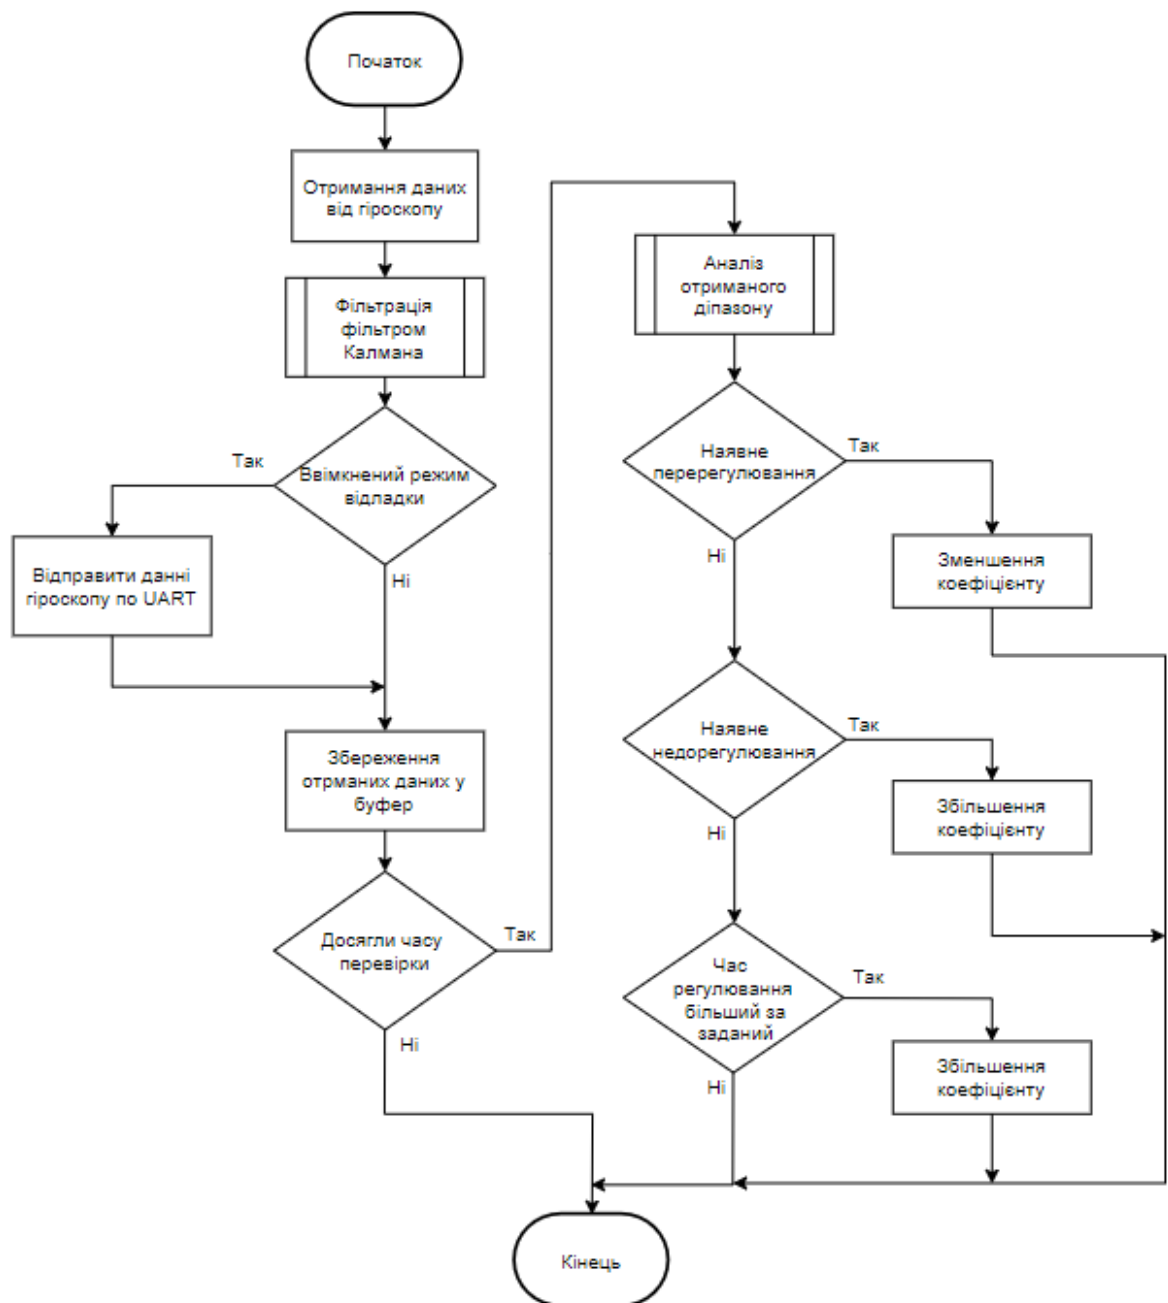 Початок
Отримання даних
від гіроскопу
Фільтрація
фільтром
Калмана
Так
Ввімкнений режим
відладки
Відправити данні
гіроскопу по UART
Ні
Збереження
отрманих даних у
буфер
Досягли часу
перевірки
Так
Ні
Аналіз
отриманого
діпазону
Наявне
перерегулювання
Так
Ні
Зменшення
коефіцієнту
Наявне
недорегулювання
Так
Ні
Збільшення
коефіцієнту
Час
регулювання
більший за
заданий
Так
Ні
Збільшення
коефіцієнту
Кінець